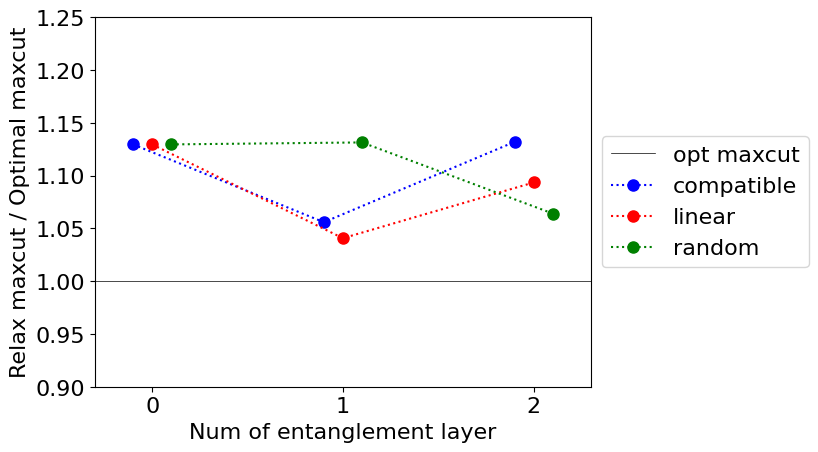 Relax maxcut / Optimal maxcut
1.25
1.20
1.15
1.10
1.05
1.00
0.95
0.90
0
1
2
Num of entanglement layer
opt maxcut
compatible
linear
random